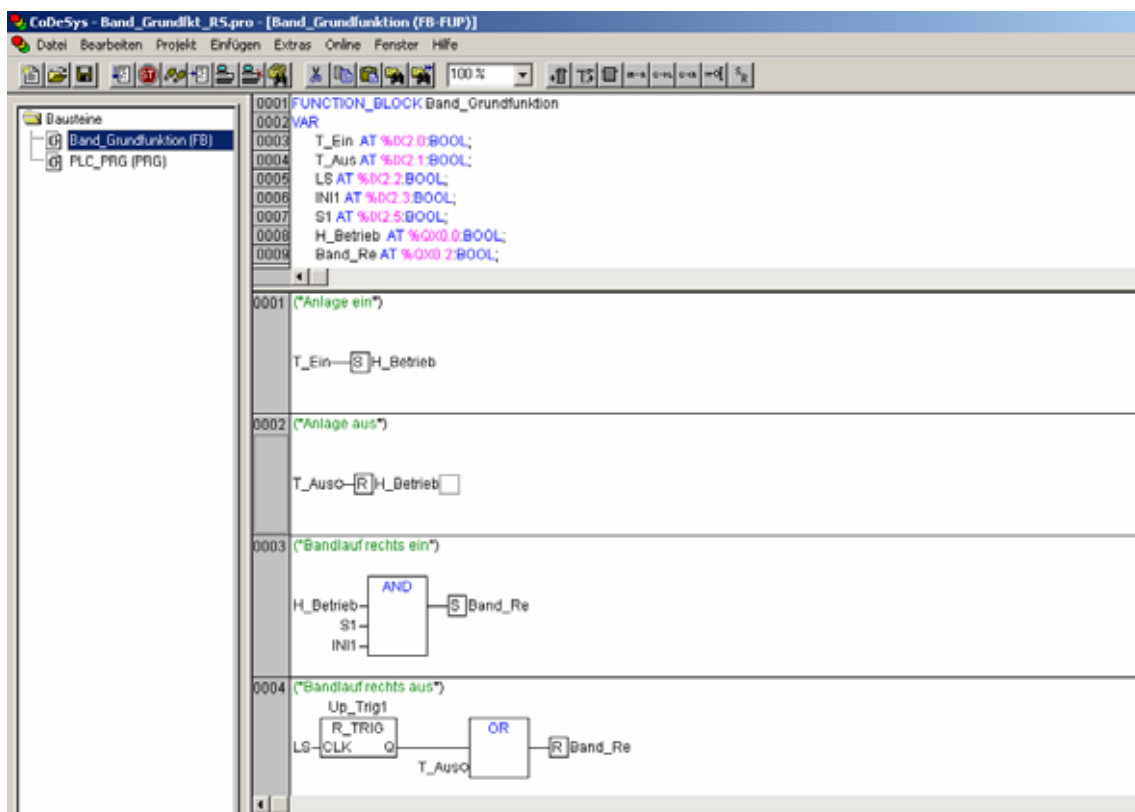 CoDeSys - Band_Grundfkt_R5.pro - [Band_Grundfunktion (FB-FUP)]
Datei Bearbeiten Projekt Einfügen Extras Online Fenster Hilfe
100 %
Bausteine
Band_Grundfunktion (FB)
PLC_PRG (PRG)
0001 FUNCTION_BLOCK Band_Grundfunktion
0002 VAR
0003 T_Ein AT %IX2.0:BOOL;
0004 T_Aus AT %IX2.1:BOOL;
0005 LS AT %IX2.2:BOOL;
0006 INI1 AT %IX2.3:BOOL;
0007 S1 AT %IX2.5:BOOL;
0008 H_Betrieb AT %QX0.0:BOOL;
0009 Band_Re AT %QX0.2:BOOL;
0001 (*Anlage ein*)
T_Ein S H_Betrieb
0002 (*Anlage aus*)
T_Aus R H_Betrieb
0003 (*Bandlauf rechts ein*)
AND
H_Betrieb S Band_Re
S1
INI1
0004 (*Bandlauf rechts aus*)
Up_Trig1
R_TRIG OR
LS CLK Q R Band_Re
T_Aus